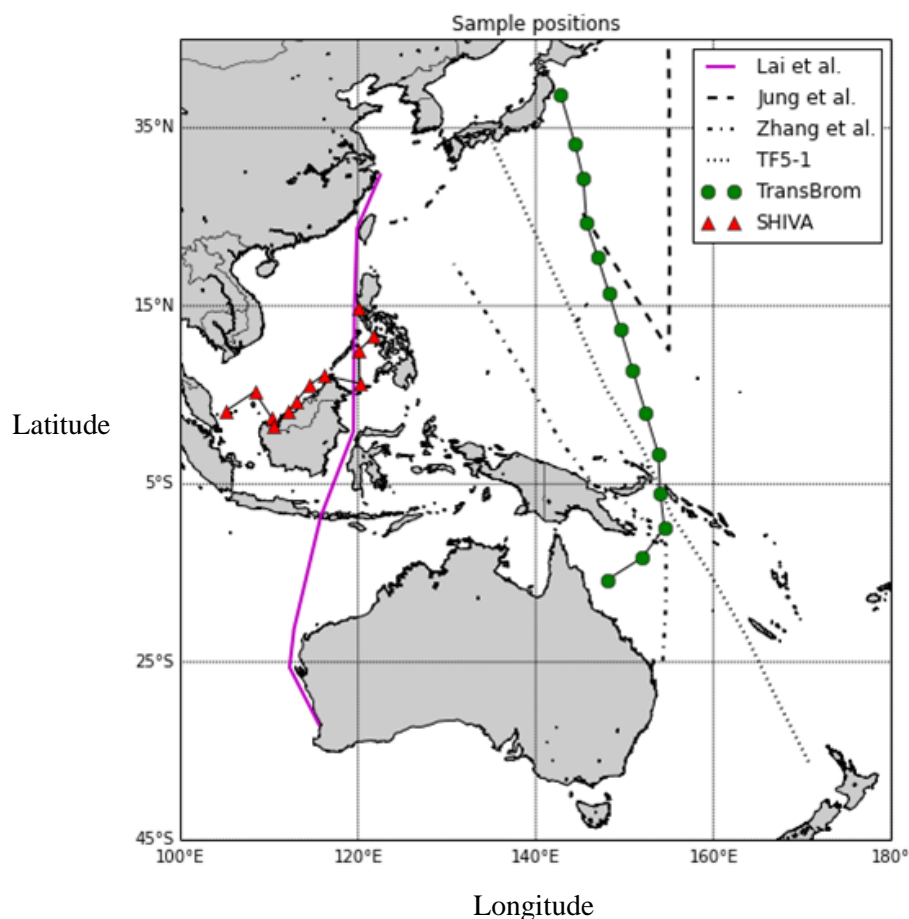 Sample positions
Lai et al.
Jung et al.
Zhang et al.
TF5-1
TransBrom
SHIVA
35°N
15°N
Latitude
5°S
25°S
45°S
100°E 120°E 140°E 160°E 180°
Longitude